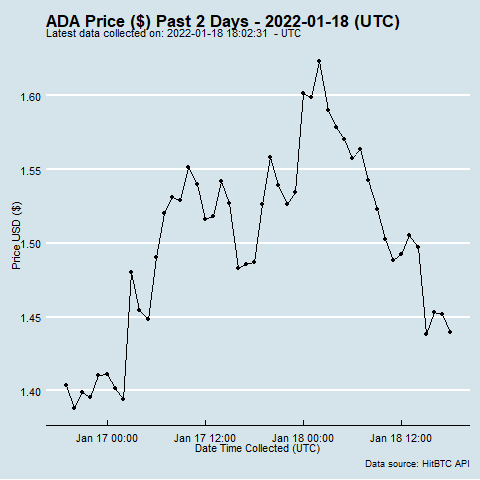 ADA Price ($) Past 2 Days - 2022-01-18 (UTC)
Latest data collected on: 2022-01-18 18:02:31  - UTC
1.60
1.55
1.50
1.45
1.40
Price USD ($)
Jan 17 00:00 Jan 17 12:00 Jan 18 00:00 Jan 18 12:00
Date Time Collected (UTC)
Data source: HitBTC API